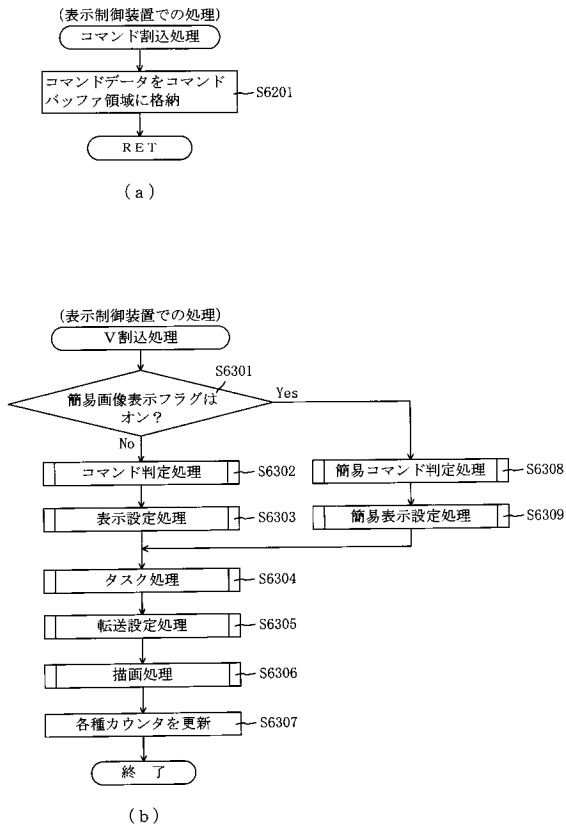 (表示制御装置での処理)
コマンド割込処理
コマンドデータをコマンド
バッファ領域に格納
S6201
RET
(a)
(表示制御装置での処理)
V割込処理
S6301
簡易画像表示フラグは
オン?
Yes
No
コマンド判定処理
S6302
簡易コマンド判定処理
S6308
表示設定処理
S6303
簡易表示設定処理
S6309
タスク処理
S6304
転送設定処理
S6305
描画処理
S6306
各種カウンタを更新
S6307
終 了
(b)